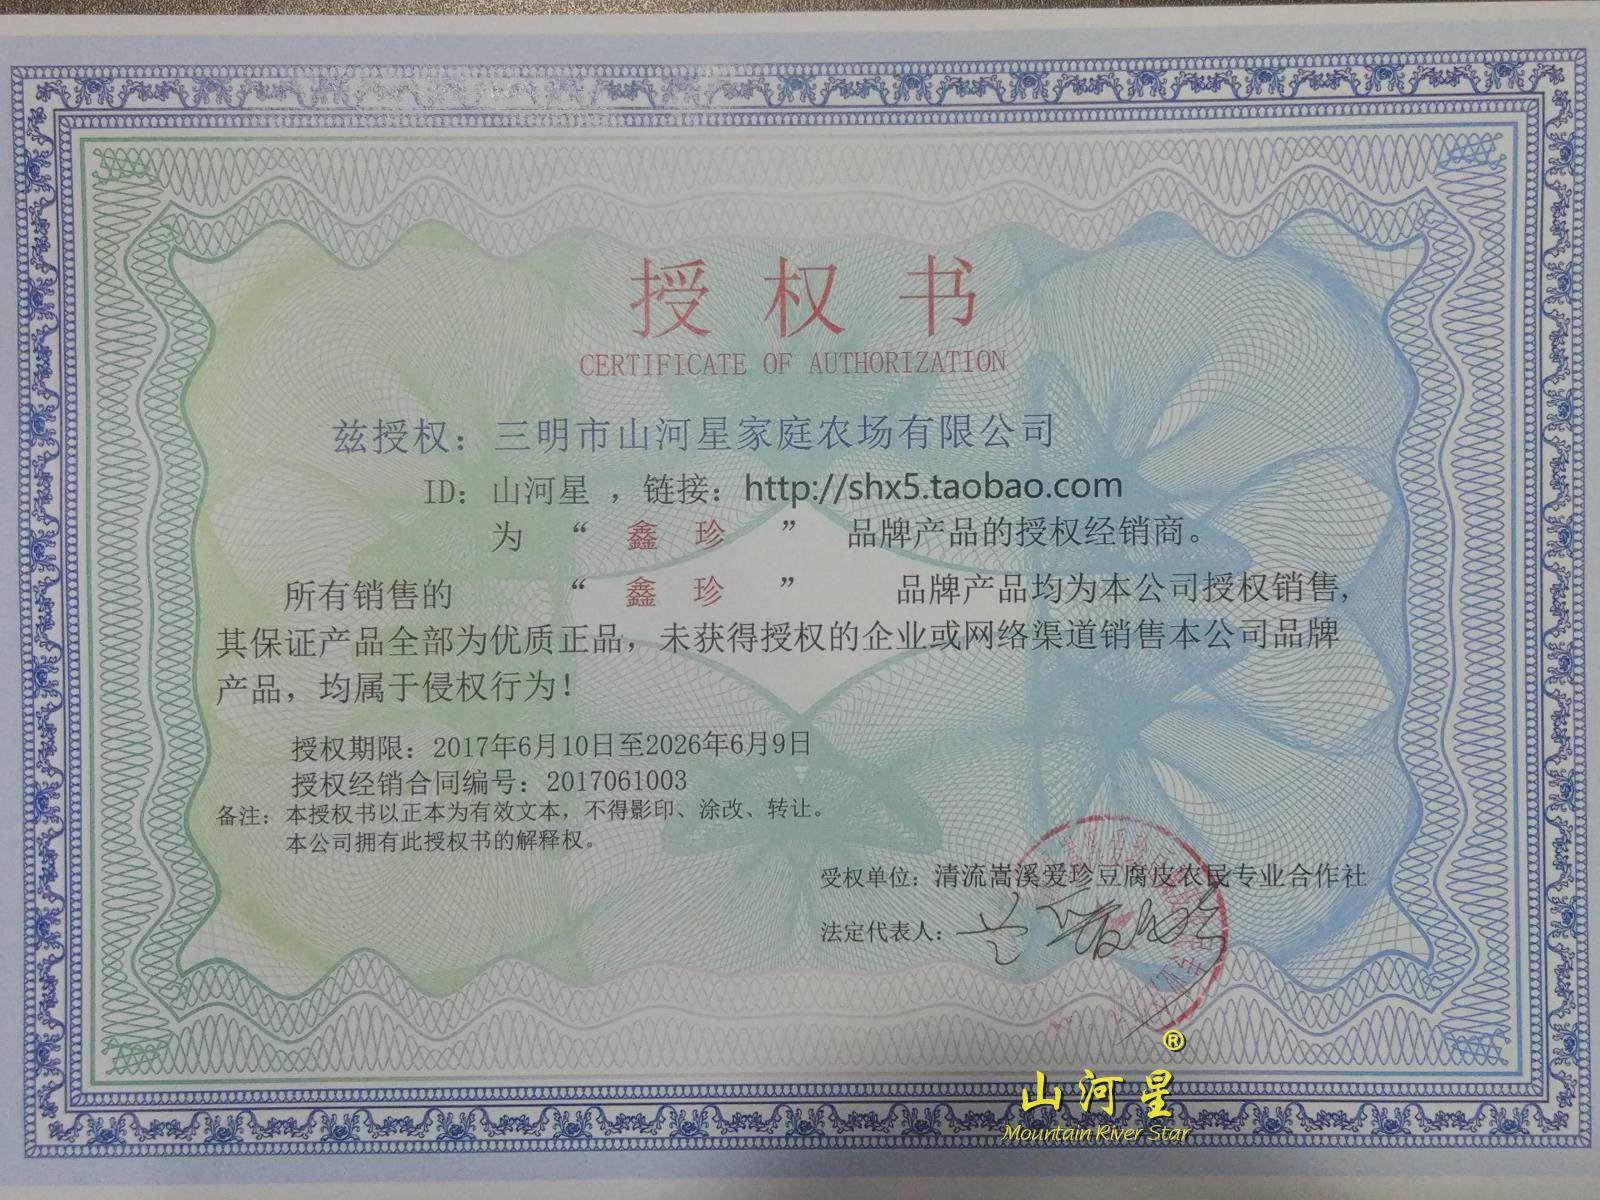 授权书
CERTIFICATE OF AUTHORIZATION
兹授权：三明市山河星家庭农场有限公司
ID：山河星 ，链接：http://shx5.taobao.com
为 “ 鑫 珍 ” 品牌产品的授权经销商。
所有销售的 “ 鑫 珍 ” 品牌产品均为本公司授权销售,
其保证产品全部为优质正品，未获得授权的企业或网络渠道销售本公司品牌
产品，均属于侵权行为！
授权期限：2017年6月10日至2026年6月9日
授权经销合同编号：2017061003
备注：本授权书以正本为有效文本，不得影印、涂改、转让。
本公司拥有此授权书的解释权。
受权单位：清流嵩溪爱珍豆腐皮农民专业合作社
法定代表人：
山河星®
Mountain River Star